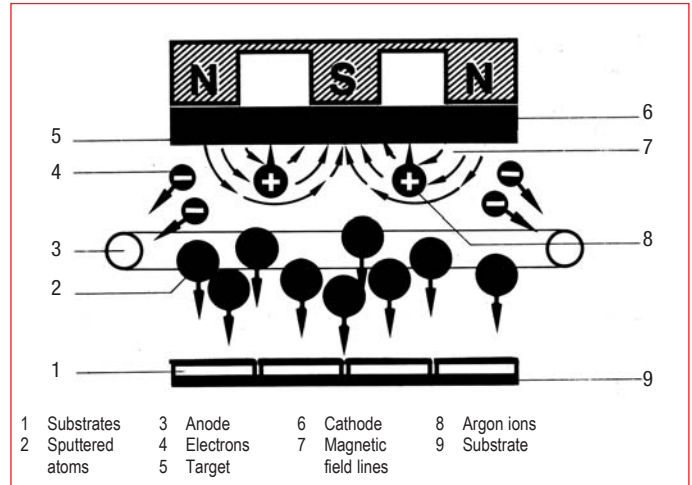 N S N
6
5
7
4
3
8
2
1
9
1 Substrates
2 Sputtered
atoms
3 Anode
4 Electrons
5 Target
6 Cathode
7 Magnetic
field lines
8 Argon ions
9 Substrate